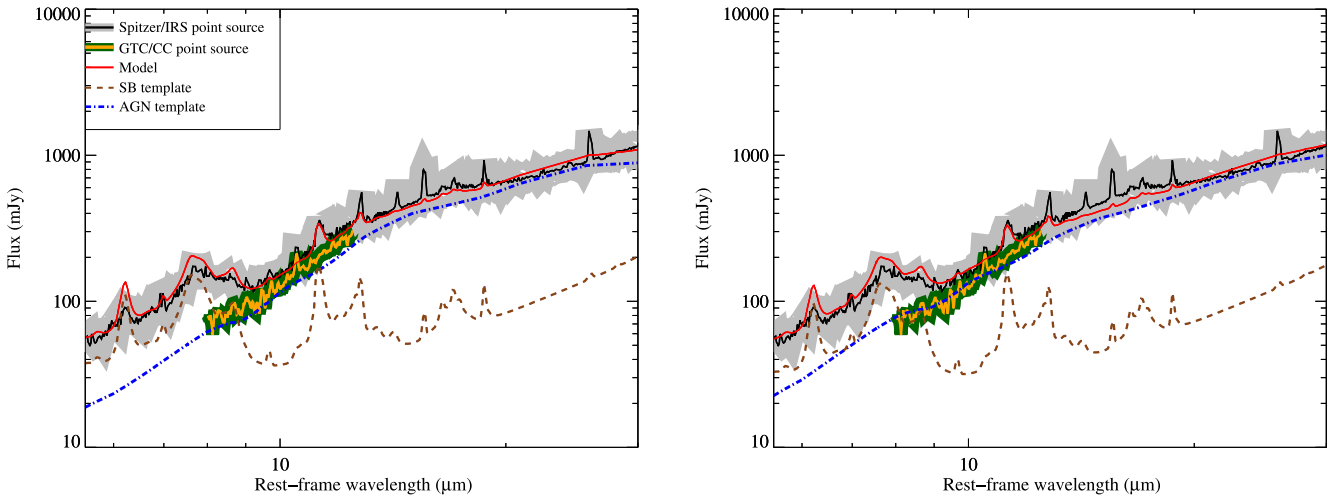 10000
1000
100
10
Flux (mJy)
Spitzer/IRS point source
GTC/CC point source
Model
SB template
AGN template
10
Rest−frame wavelength (μm)
10000
1000
100
10
Flux (mJy)
10
Rest−frame wavelength (μm)